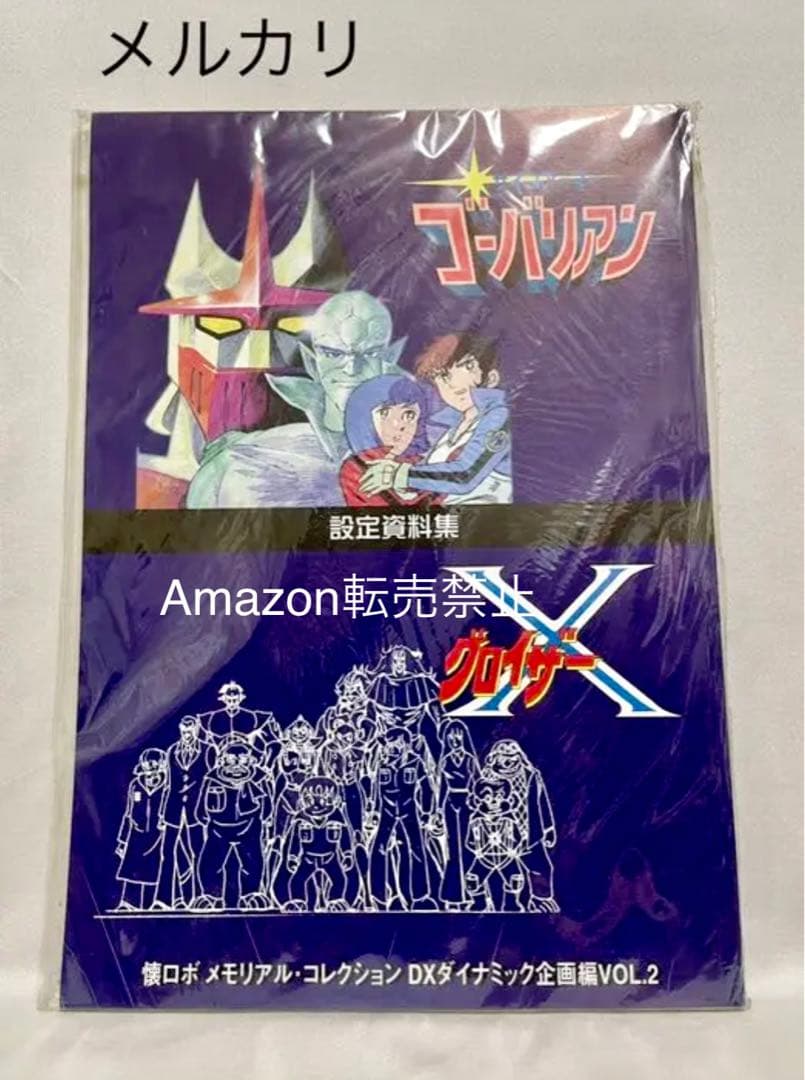 メルカリ
ゴーバリアン
設定資料集
Amazon転売禁止
グロイザー
X
懐ロボ メモリアル・コレクション DXダイナミック企画編VOL.2